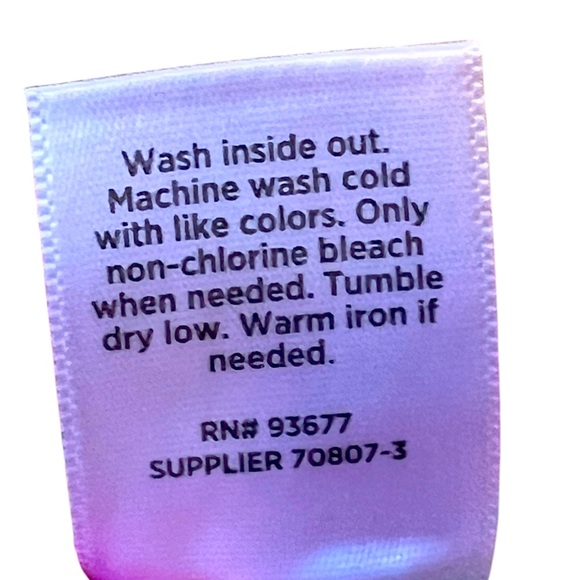 Wash inside out.
Machine wash cold
with like colors. Only
non-chlorine bleach
when needed. Tumble
dry low. Warm iron if
needed.
RN# 93677
SUPPLIER 70807-3